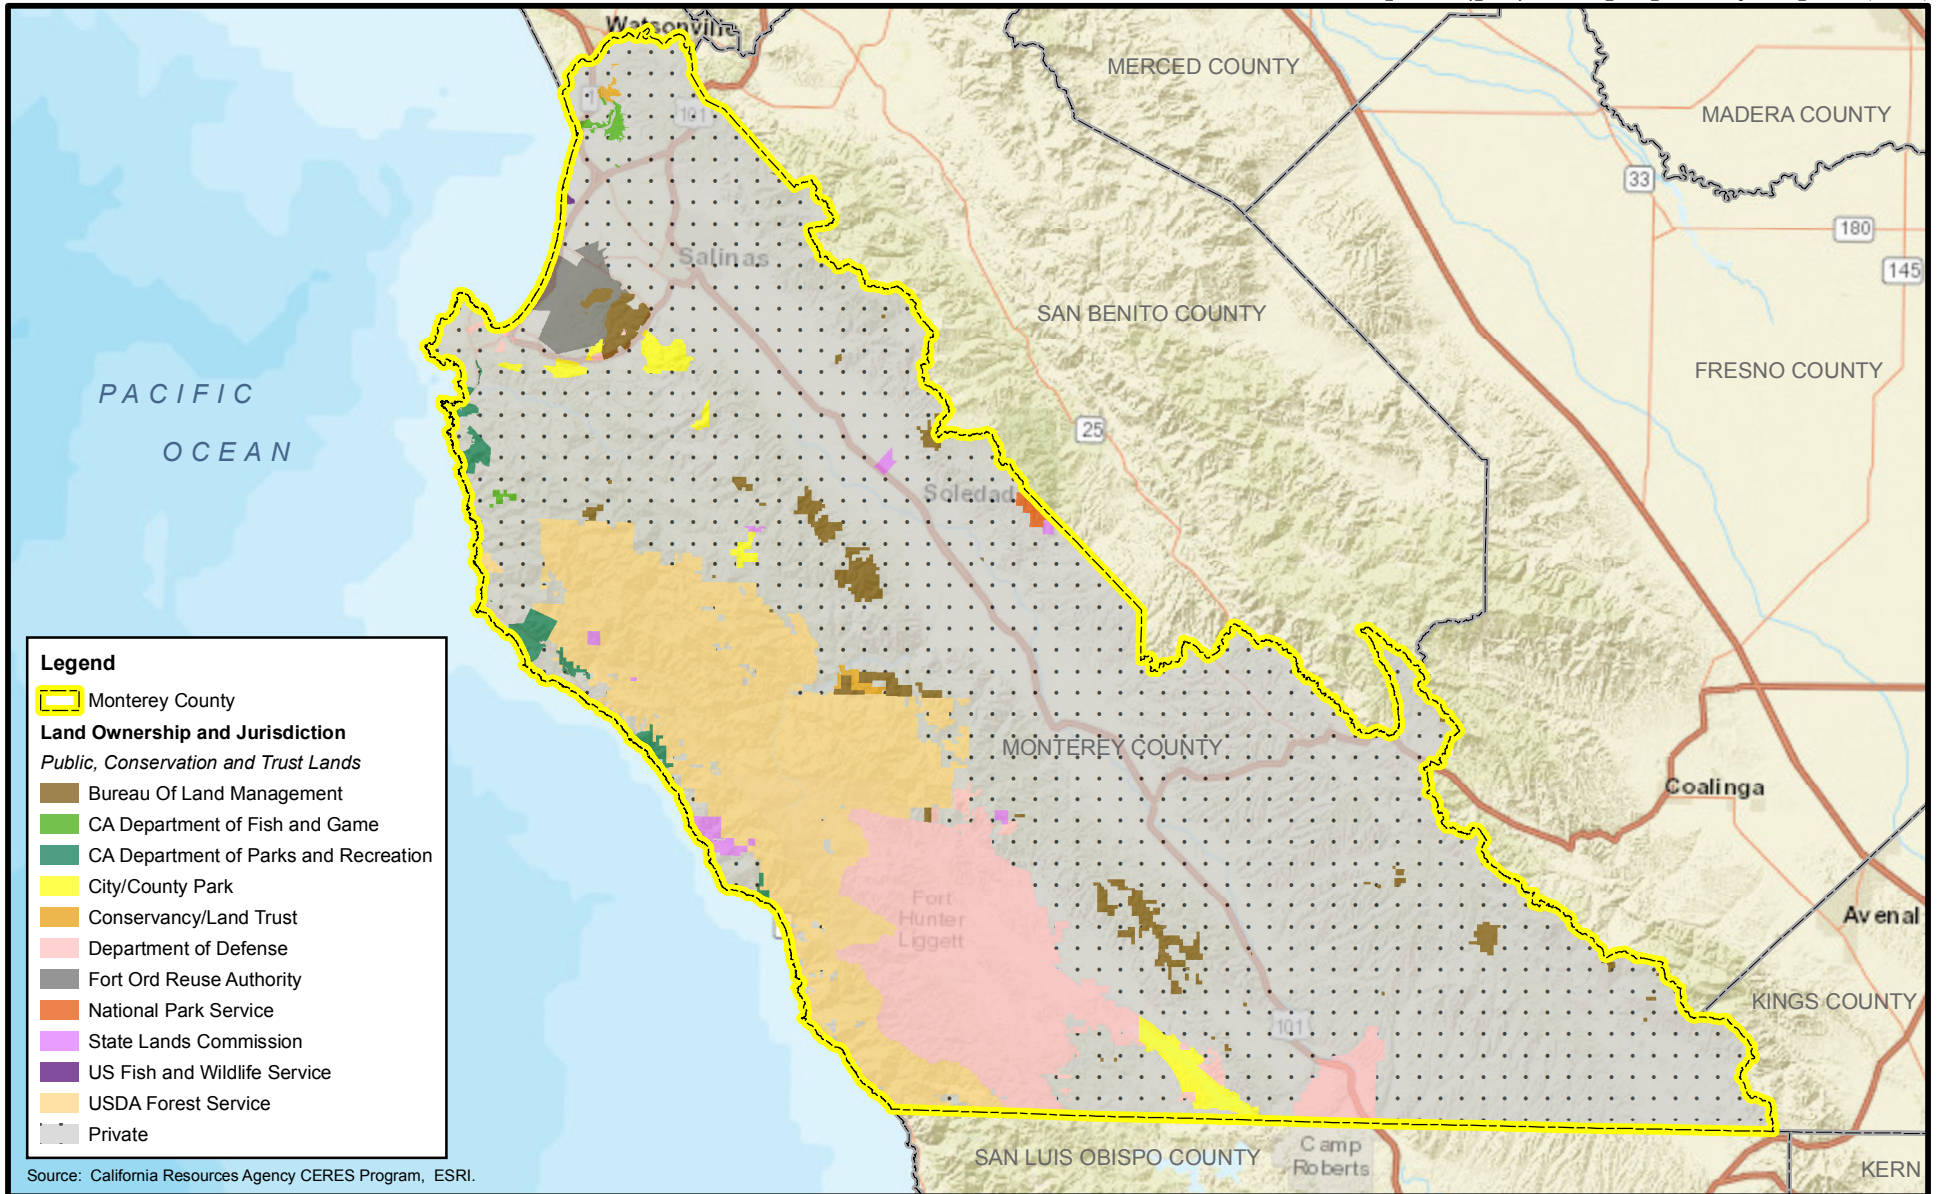 Watsonville
MERCED COUNTY
MADERA COUNTY
1
101
33
180
145
Salinas
SAN BENITO COUNTY
FRESNO COUNTY
PACIFIC
OCEAN
25
Soledad
MONTEREY COUNTY
Coalinga
Fort
Hunter
Liggett
Avenal
101
KINGS COUNTY
SAN LUIS OBISPO COUNTY
Camp
Roberts
KERN
Legend
Monterey County
Land Ownership and Jurisdiction
Public, Conservation and Trust Lands
Bureau Of Land Management
CA Department of Fish and Game
CA Department of Parks and Recreation
City/County Park
Conservancy/Land Trust
Department of Defense
Fort Ord Reuse Authority
National Park Service
State Lands Commission
US Fish and Wildlife Service
USDA Forest Service
Private
Source: California Resources Agency CERES Program, ESRI.